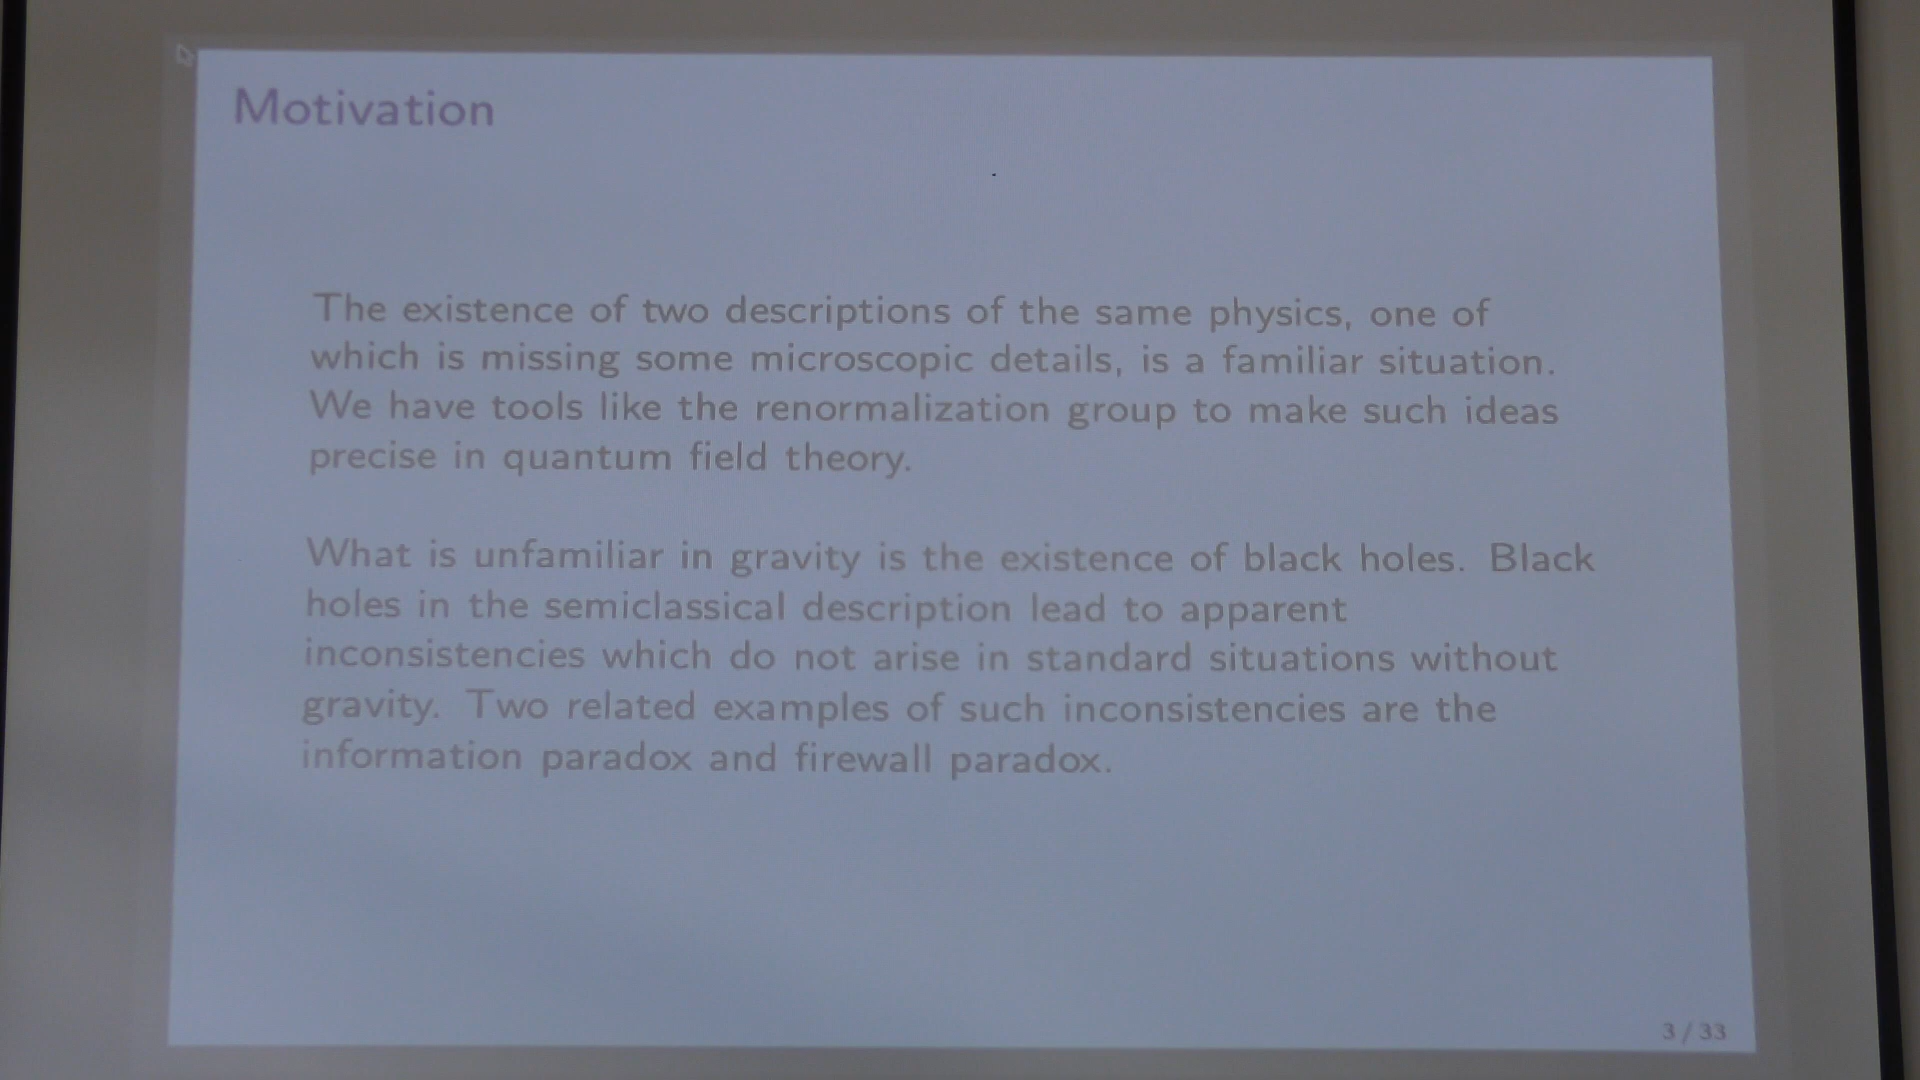 Motivation
The existence of two descriptions of the same physics, one of
which is missing some microscopic details, is a familiar situation.
We have tools like the renormalization group to make such ideas
precise in quantum field theory.
What is unfamiliar in gravity is the existence of black holes. Black
holes in the semiclassical description lead to apparent
inconsistencies which do not arise in standard situations without
gravity. Two related examples of such inconsistencies are the
information paradox and firewall paradox.
3 / 33